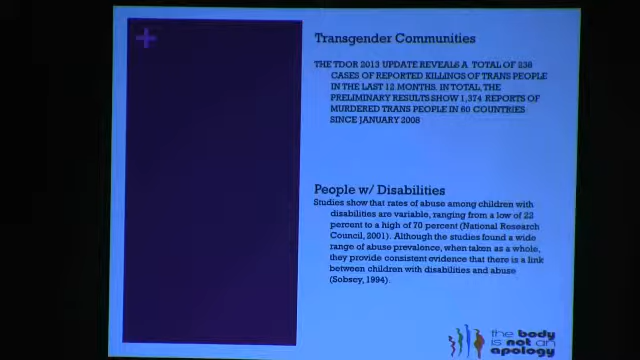 +
Transgender Communities
THE TDOR 2013 UPDATE REVEALS A TOTAL OF 238
CASES OF REPORTED KILLINGS OF TRANS PEOPLE
IN THE LAST 12 MONTHS. IN TOTAL, THE
PRELIMINARY RESULTS SHOW 1,374 REPORTS OF
MURDERED TRANS PEOPLE IN 60 COUNTRIES
SINCE JANUARY 2008
People w/ Disabilities
Studies show that rates of abuse among children with
disabilities are variable, ranging from a low of 22
percent to a high of 70 percent (National Research
Council, 2001). Although the studies found a wide
range of abuse prevalence, when taken as a whole,
they provide consistent evidence that there is a link
between children with disabilities and abuse
(Sobsey, 1994).
the body
is not an
apology